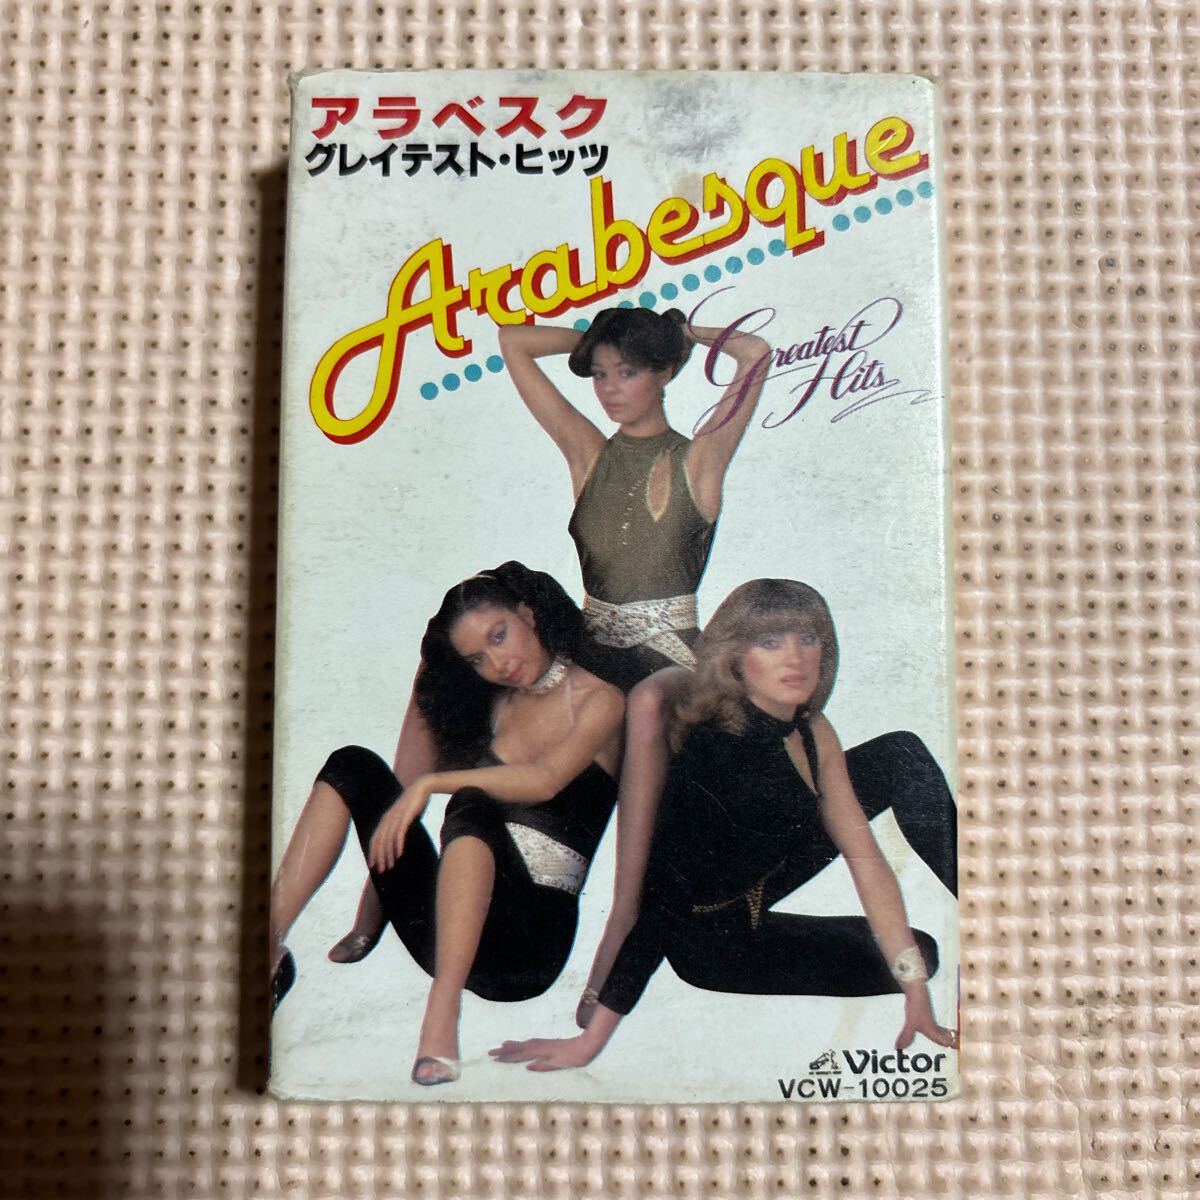 アラベスク
グレイテスト・ヒッツ
Arabesque
Greatest
Hits
Victor
VCW-10025